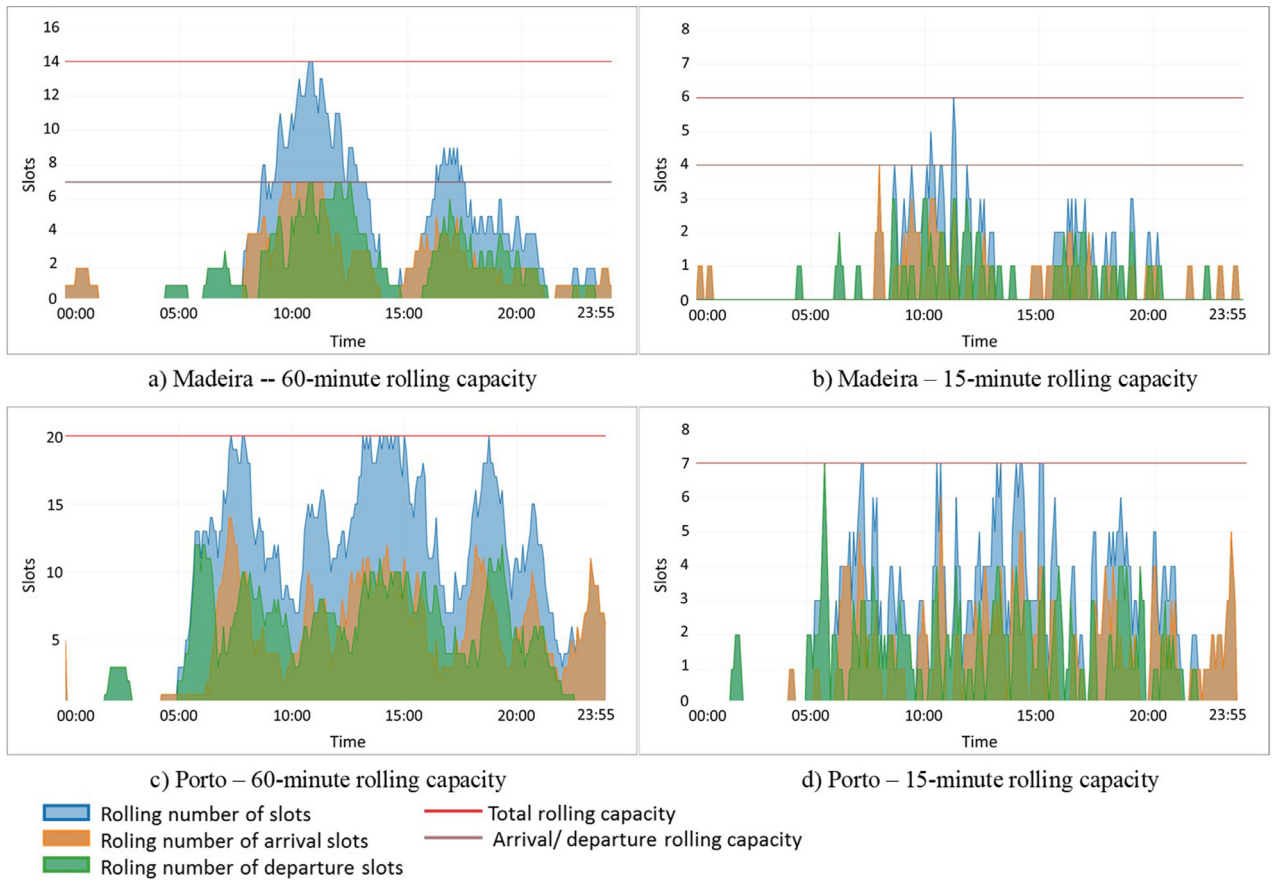 16
14
12
10
8
6
4
2
0
Slots
00:00 05:00 10:00 15:00 20:00 23:55
Time
a) Madeira -- 60-minute rolling capacity
8
7
6
5
4
3
2
1
0
Slots
00:00 05:00 10:00 15:00 20:00 23:55
Time
b) Madeira – 15-minute rolling capacity
20
15
10
5
Slots
00:00 05:00 10:00 15:00 20:00 23:55
Time
c) Porto – 60-minute rolling capacity
8
7
6
5
4
3
2
1
0
Slots
00:00 05:00 10:00 15:00 20:00 23:55
Time
d) Porto – 15-minute rolling capacity
Rolling number of slots
Roling number of arrival slots
Roling number of departure slots
Total rolling capacity
Arrival/ departure rolling capacity